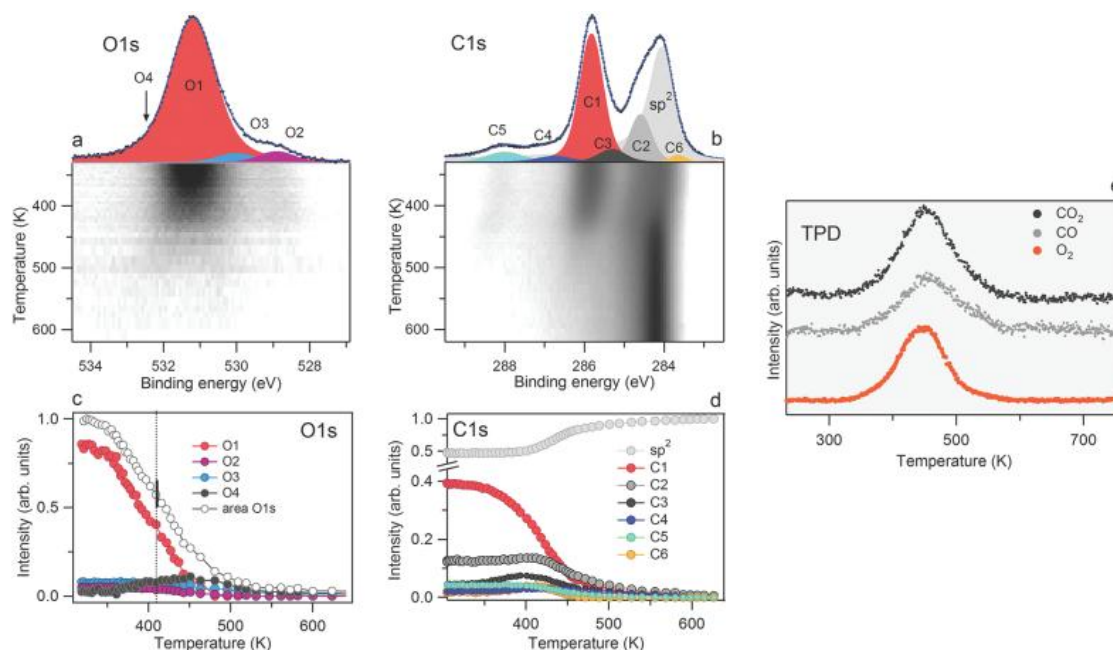 O1s
O4
O1
O3
O2
a
Temperature (K)
400
500
600
534
532
530
528
Binding energy (eV)
C1s
C5
C4
C1
C3
C2
sp²
C6
b
Temperature (K)
400
500
600
288
286
284
Binding energy (eV)
TPD
CO₂
CO
O₂
Intensity (arb. units)
300
500
700
Temperature (K)
c
O1s
1.0
0.5
0.0
Intensity (arb. units)
O1
O2
O3
O4
area O1s
400
500
600
Temperature (K)
d
C1s
1.0
0.5
0.4
0.2
0.0
Intensity (arb. units)
sp²
C1
C2
C3
C4
C5
C6
400
500
600
Temperature (K)